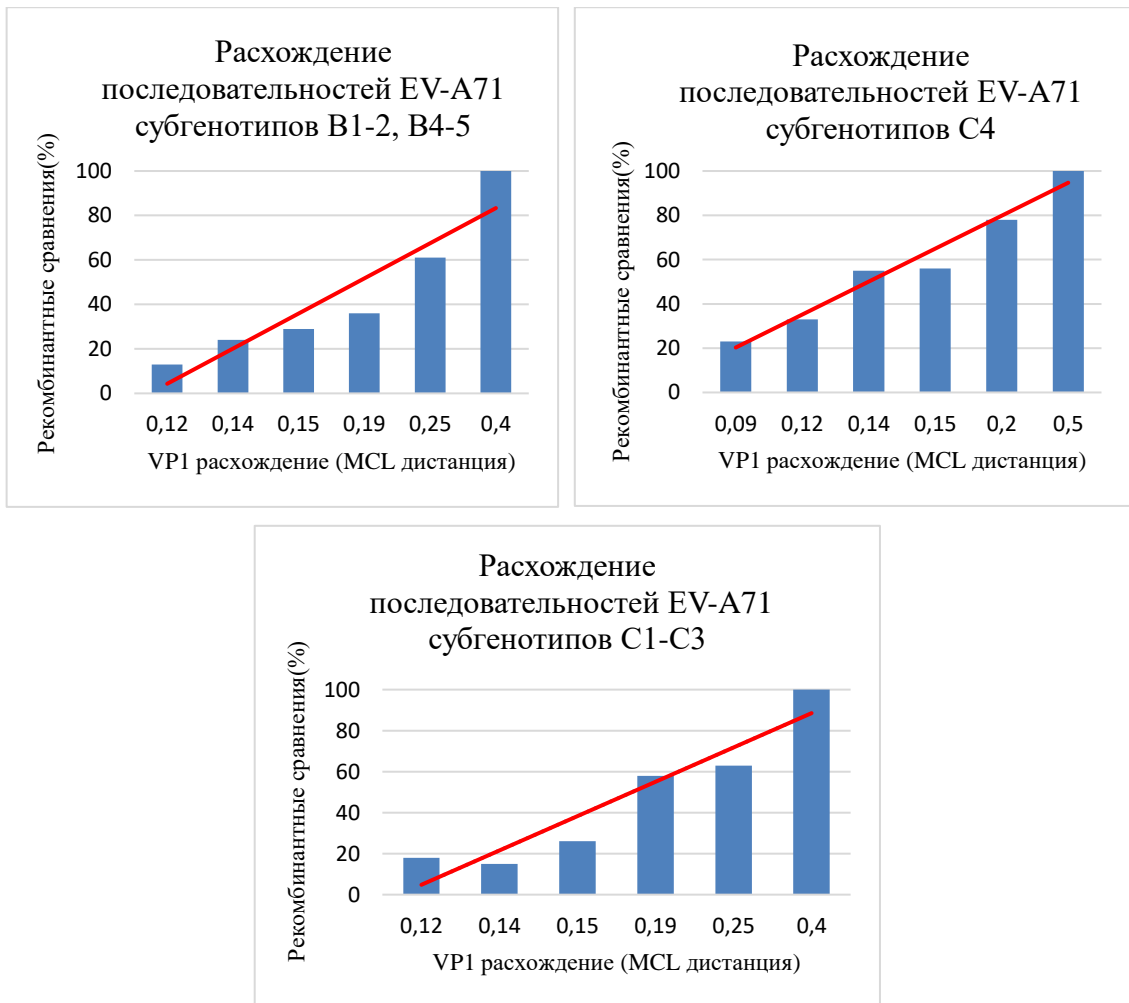 Расхождение
последовательностей EV-A71
субгенотипов B1-2, B4-5
Рекомбинантные сравнения(%)
100
80
60
40
20
0
0,12 0,14 0,15 0,19 0,25 0,4
VP1 расхождение (MCL дистанция)
Расхождение
последовательностей EV-A71
субгенотипов C4
Рекомбинантные сравнения(%)
100
80
60
40
20
0
0,09 0,12 0,14 0,15 0,2 0,5
VP1 расхождение (MCL дистанция)
Расхождение
последовательностей EV-A71
субгенотипов C1-C3
Рекомбинантные сравнения(%)
100
80
60
40
20
0
0,12 0,14 0,15 0,19 0,25 0,4
VP1 расхождение (MCL дистанция)